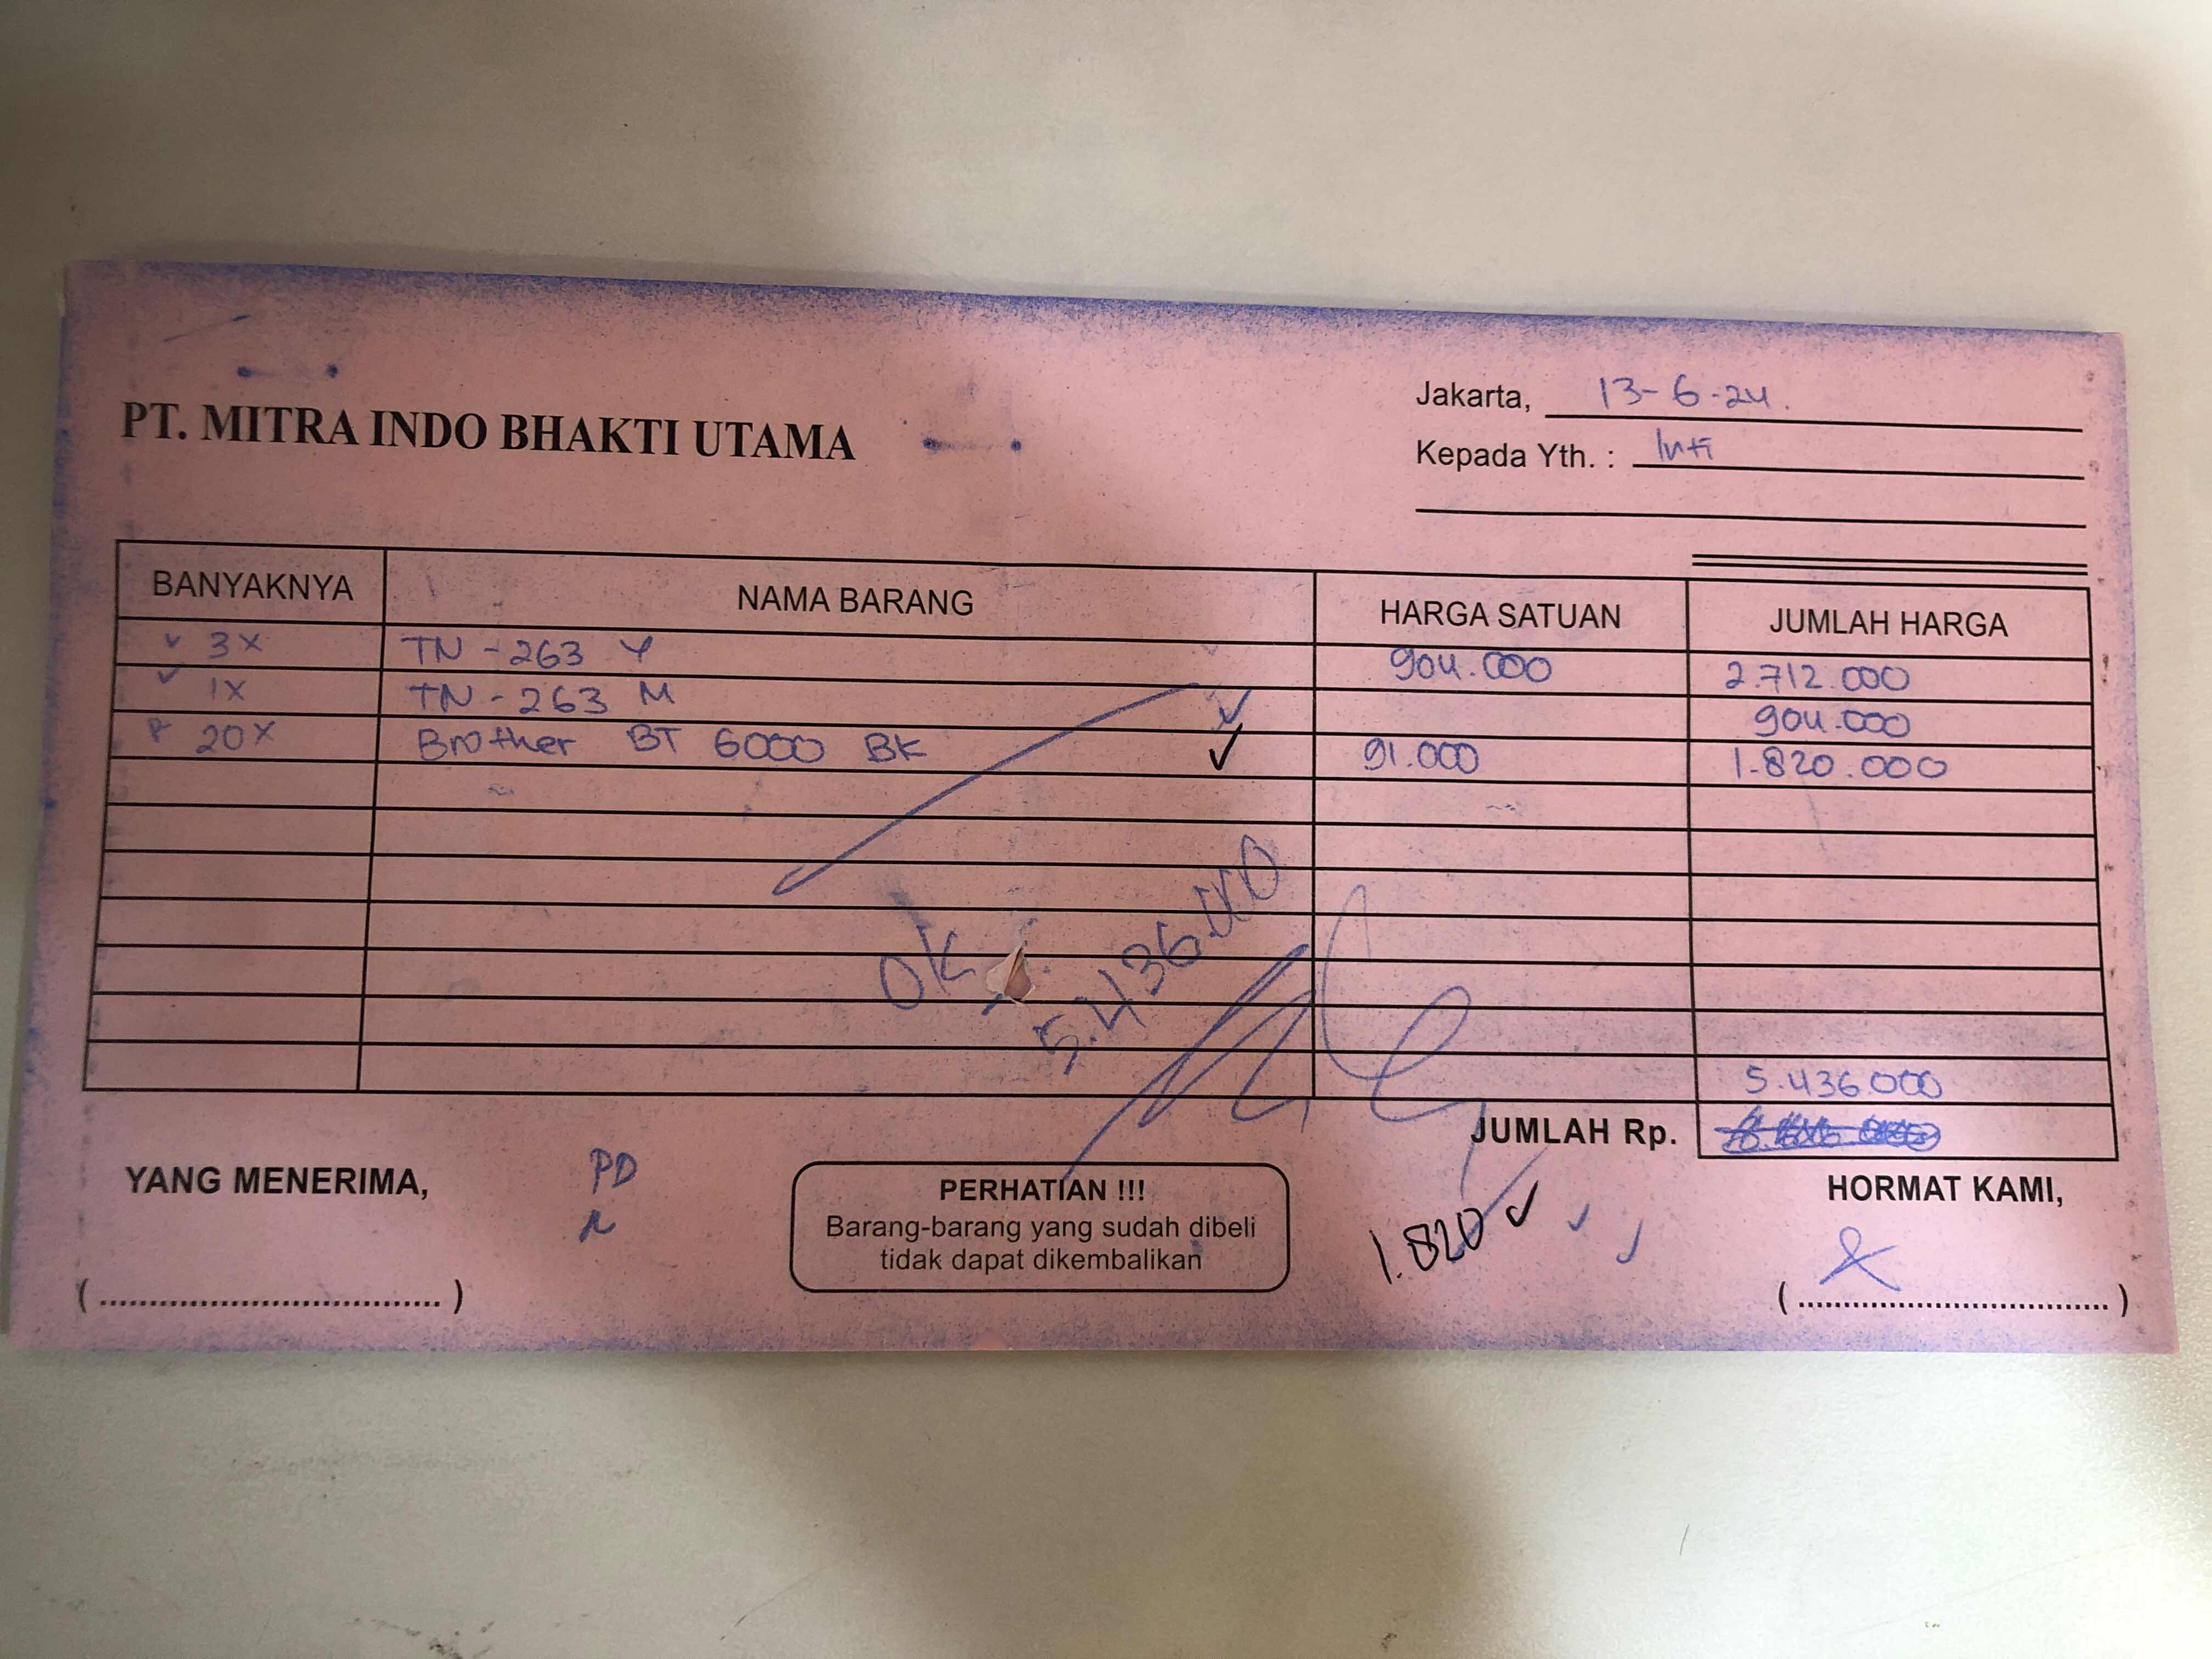 Jakarta, 13-6-24.
PT. MITRA INDO BHAKTI UTAMA
Kepada Yth. : Inti
BANYAKNYA NAMA BARANG HARGA SATUAN JUMLAH HARGA
3x TN-263 Y 904.000 2.712.000
1x TN-263 M 904.000
20x Brother BT 6000 BK 91.000 1.820.000
OK
5.436.000
5.436.000
JUMLAH Rp.
YANG MENERIMA, PD HORMAT KAMI,
PERHATIAN !!!
Barang-barang yang sudah dibeli
tidak dapat dikembalikan
1.820
(....................................) (....................................)